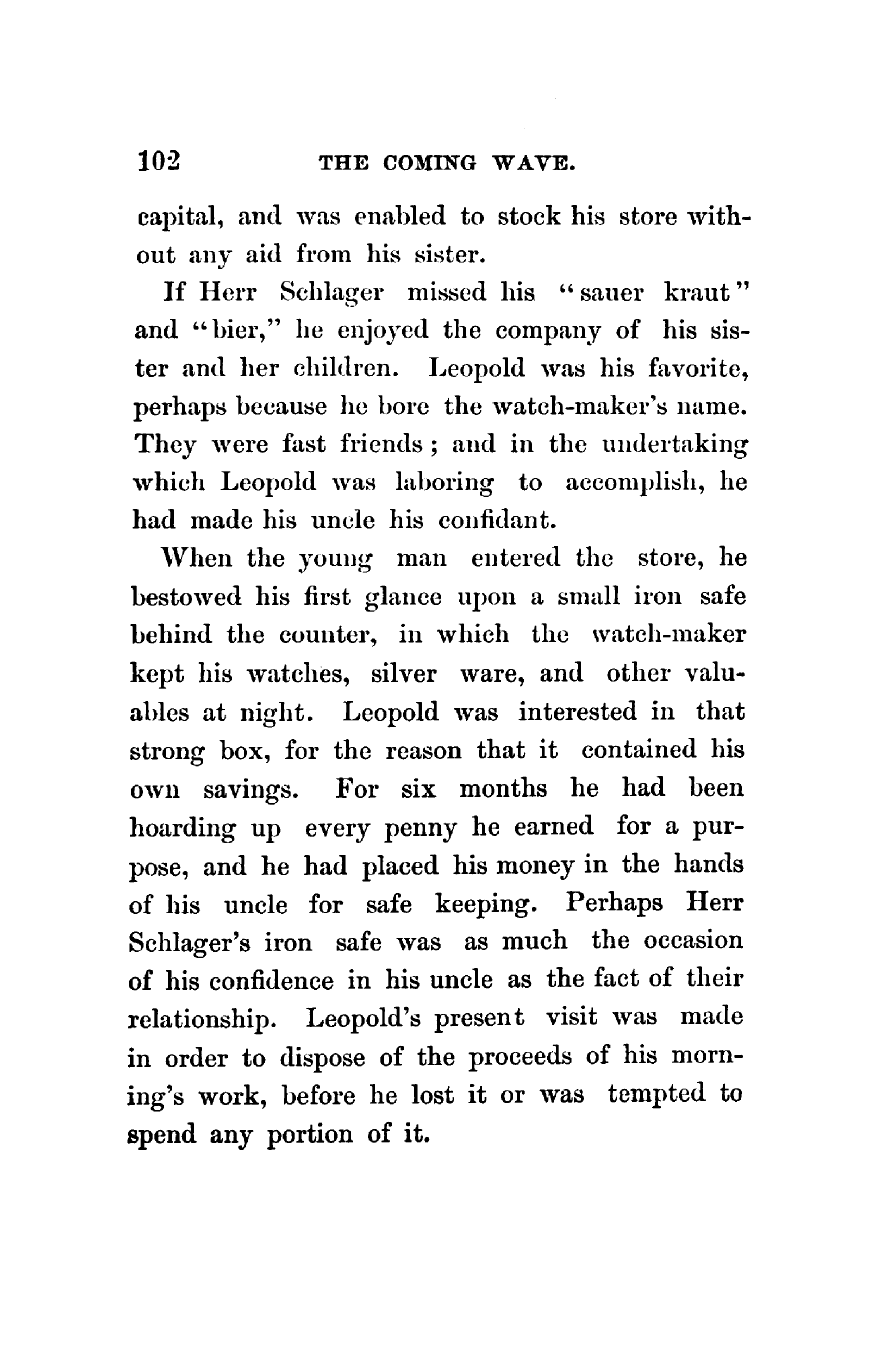 102 THE COMING WAVE.
capital, and was enabled to stock his store with-
out any aid from his sister.
If Herr Schlager missed his “sauer kraut”
and “bier,” he enjoyed the company of his sis-
ter and her children. Leopold was his favorite,
perhaps because he bore the watch-maker’s name.
They were fast friends; and in the undertaking
which Leopold was laboring to accomplish, he
had made his uncle his confidant.
When the young man entered the store, he
bestowed his first glance upon a small iron safe
behind the counter, in which the watch-maker
kept his watches, silver ware, and other valu-
ables at night. Leopold was interested in that
strong box, for the reason that it contained his
own savings. For six months he had been
hoarding up every penny he earned for a pur-
pose, and he had placed his money in the hands
of his uncle for safe keeping. Perhaps Herr
Schlager’s iron safe was as much the occasion
of his confidence in his uncle as the fact of their
relationship. Leopold’s present visit was made
in order to dispose of the proceeds of his morn-
ing’s work, before he lost it or was tempted to
spend any portion of it.